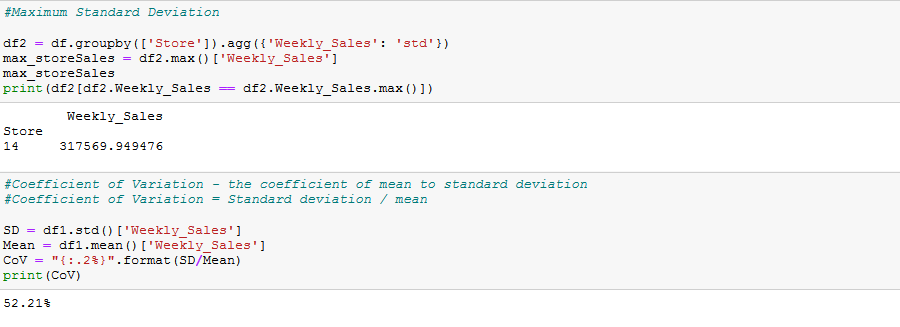 #Maximum Standard Deviation
df2 = df.groupby(['Store']).agg({'Weekly_Sales': 'std'})
max_storeSales = df2.max()['Weekly_Sales']
max_storeSales
print(df2[df2.Weekly_Sales == df2.Weekly_Sales.max()])
Weekly_Sales
Store
14 317569.949476
#Coefficient of Variation - the coefficient of mean to standard deviation
#Coefficient of Variation = Standard deviation / mean
SD = df1.std()['Weekly_Sales']
Mean = df1.mean()['Weekly_Sales']
CoV = "{:.2%}".format(SD/Mean)
print(CoV)
52.21%